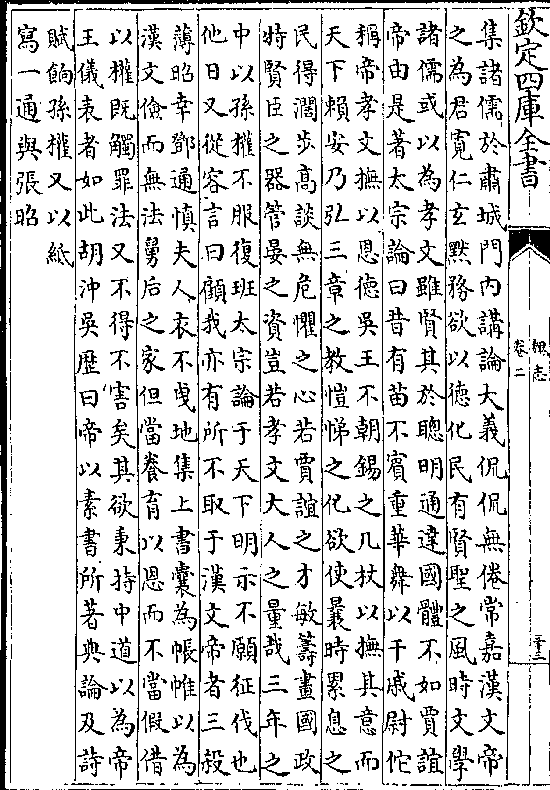 欽定四庫全書
魏志
卷二
三十三
集諸儒於肅城門内講論大義侃侃無倦常嘉漢文帝
之為君寛仁玄黙務欲以德化民有賢聖之風時文學
諸儒或以為孝文雖賢其於聰明通達國體不如賈誼
帝由是著太宗論曰昔有苗不賓重華舞以干戚尉佗
稱帝孝文撫以恩德吳王不朝錫之几杖以撫其意而
天下賴安乃弘三章之教愷悌之化欲使曩時累息之
民得濶步高談無危懼之心若賈誼之才敏籌畫國政
特賢臣之器管晏之資豈若孝文大人之量哉三年之
中以孫權不服復班太宗論于天下明示不願征伐也
他日又從容言曰顧我亦有所不取于漢文帝者三殺
薄昭幸鄧通慎夫人衣不曳地集上書囊為帳帷以為
漢文儉而無法舅后之家但當養育以恩而不當假借
以權既觸罪法又不得不害矣其欲秉持中道以為帝
王儀表者如此胡沖吳歴曰帝以素書所著典論及詩
賦餉孫權又以紙
寫一通與張昭